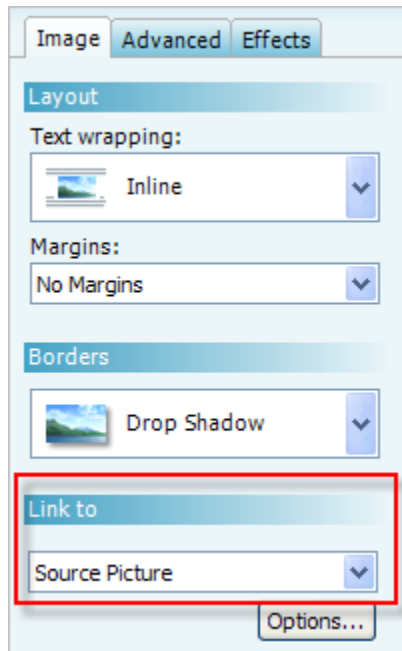 Image Advanced Effects
Layout
Text wrapping:
Inline
Margins:
No Margins
Borders
Drop Shadow
Link to
Source Picture
Options...